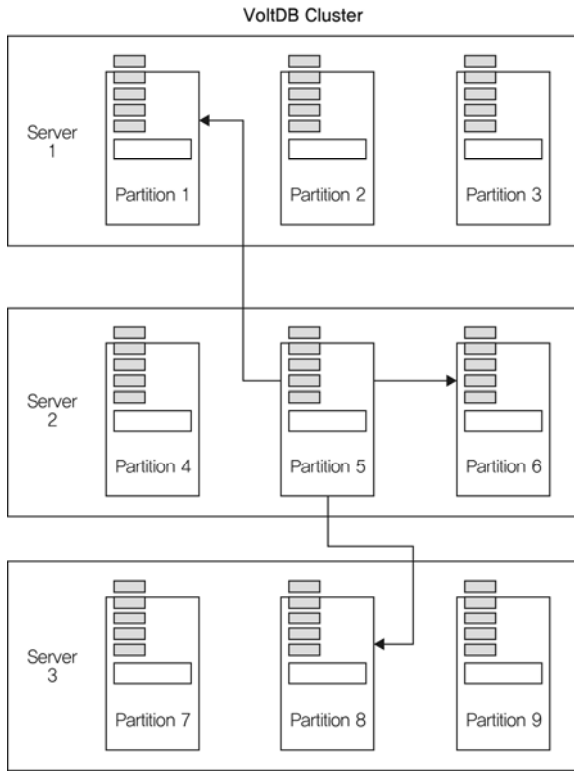 VoltDB Cluster
Server
1
Partition 1
Partition 2
Partition 3
Server
2
Partition 4
Partition 5
Partition 6
Server
3
Partition 7
Partition 8
Partition 9